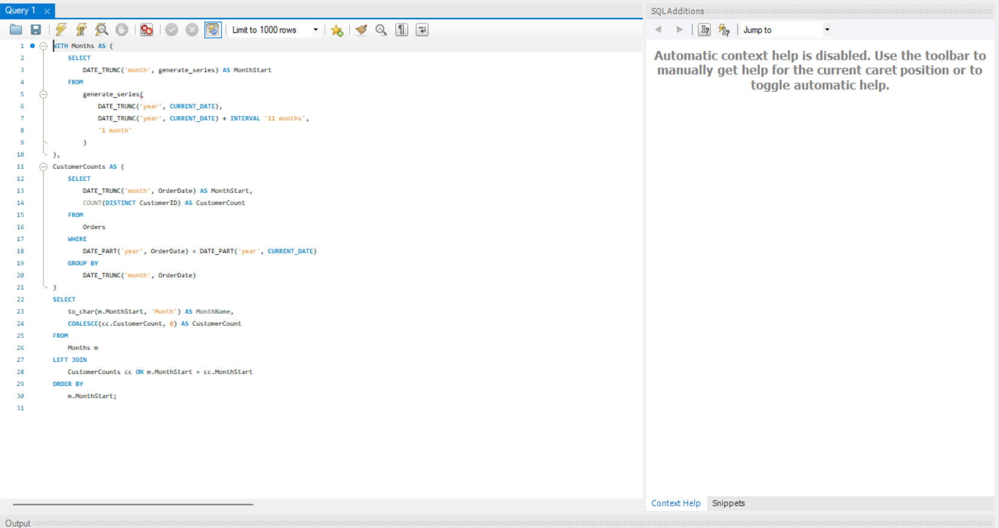 Query 1
Limit to 1000 rows
1 WITH Months AS (
2 SELECT
3 DATE_TRUNC('month', generate_series) AS MonthStart
4 FROM
5 generate_series(
6 DATE_TRUNC('year', CURRENT_DATE),
7 DATE_TRUNC('year', CURRENT_DATE) + INTERVAL '11 months',
8 '1 month'
9 )
10 ),
11 CustomerCounts AS (
12 SELECT
13 DATE_TRUNC('month', OrderDate) AS MonthStart,
14 COUNT(DISTINCT CustomerID) AS CustomerCount
15 FROM
16 Orders
17 WHERE
18 DATE_PART('year', OrderDate) = DATE_PART('year', CURRENT_DATE)
19 GROUP BY
20 DATE_TRUNC('month', OrderDate)
21 )
22 SELECT
23 to_char(m.MonthStart, 'Month') AS MonthName,
24 COALESCE(cc.CustomerCount, 0) AS CustomerCount
25 FROM
26 Months m
27 LEFT JOIN
28 CustomerCounts cc ON m.MonthStart = cc.MonthStart
29 ORDER BY
30 m.MonthStart;
31
SQLAdditions
Jump to
Automatic context help is disabled. Use the toolbar to
manually get help for the current caret position or to
toggle automatic help.
Context Help Snippets
Output